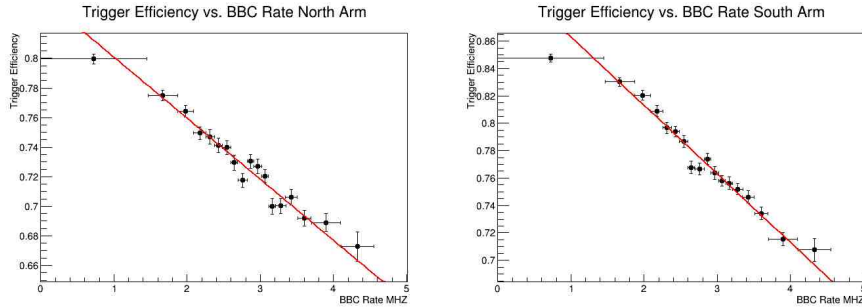 Trigger Efficiency vs. BBC Rate North Arm
Trigger Efficiency
0.8
0.78
0.76
0.74
0.72
0.7
0.68
0.66
0 1 2 3 4 5
BBC Rate MHZ
Trigger Efficiency vs. BBC Rate South Arm
Trigger Efficiency
0.86
0.84
0.82
0.8
0.78
0.76
0.74
0.72
0.7
0 1 2 3 4 5
BBC Rate MHZ